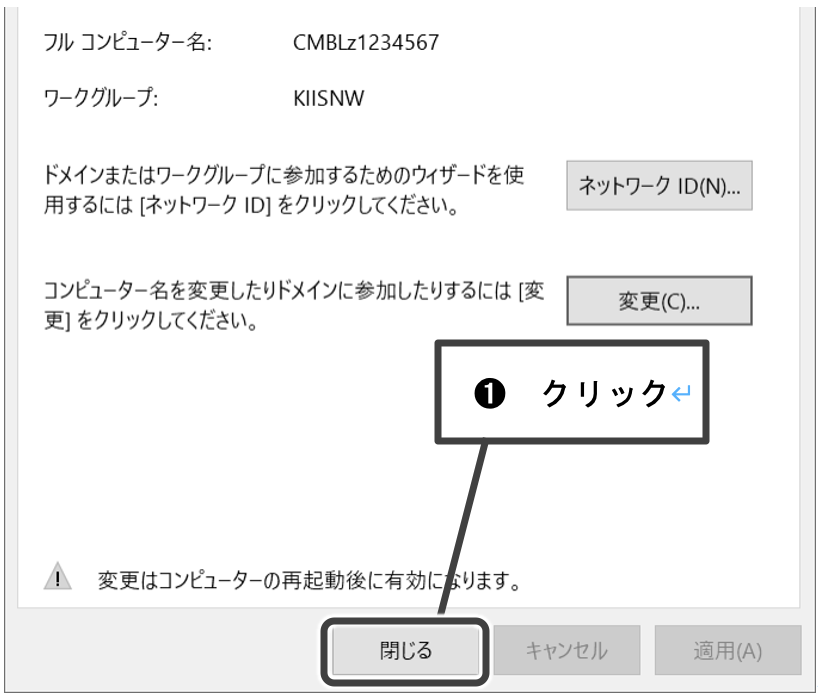 フル コンピューター名: CMBLz1234567
ワークグループ: KIISNW
ドメインまたはワークグループに参加するためのウィザードを使
用するには [ネットワーク ID] をクリックしてください。
ネットワーク ID(N)...
コンピューター名を変更したりドメインに参加したりするには [変
更] をクリックしてください。
変更(C)...
❶ クリック↵
変更はコンピューターの再起動後に有効になります。
閉じる キャンセル 適用(A)